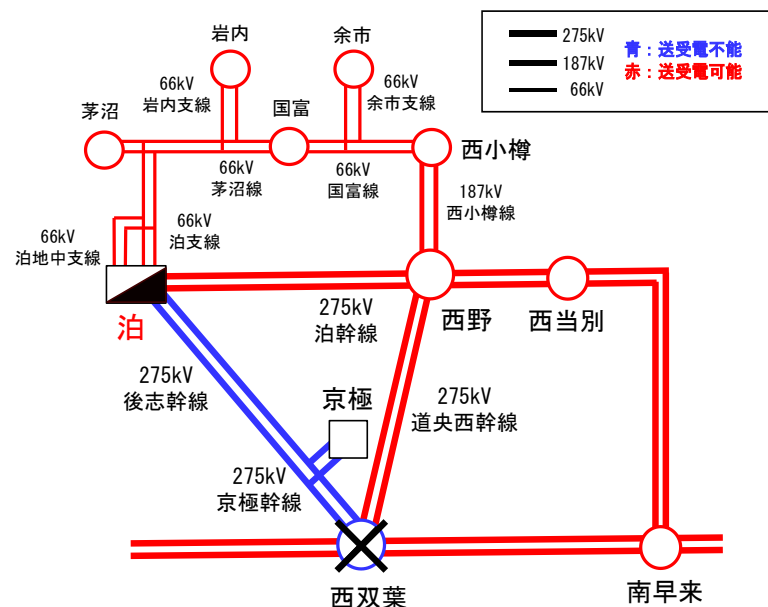 岩内
余市
275kV
187kV
66kV
青：送受電不能
赤：送受電可能
66kV
岩内支線
66kV
余市支線
茅沼
国富
西小樽
66kV
茅沼線
66kV
国富線
187kV
西小樽線
66kV
泊地中支線
66kV
泊支線
泊
275kV
泊幹線
西野
西当別
275kV
後志幹線
京極
275kV
道央西幹線
275kV
京極幹線
西双葉
南早来